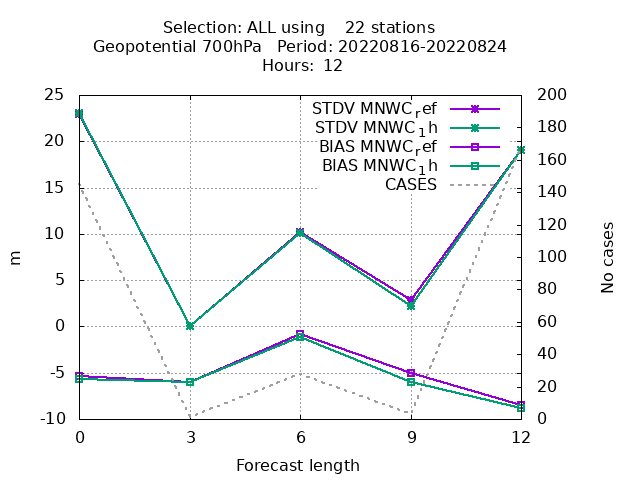 Selection: ALL using    22 stations
Geopotential 700hPa   Period: 20220816-20220824
Hours: 12
25
20
15
10
5
0
-5
-10
m
STDV MNWC_ref
STDV MNWC_1h
BIAS MNWC_ref
BIAS MNWC_1h
CASES
200
180
160
140
120
100
80
60
40
20
0
No cases
0 3 6 9 12
Forecast length